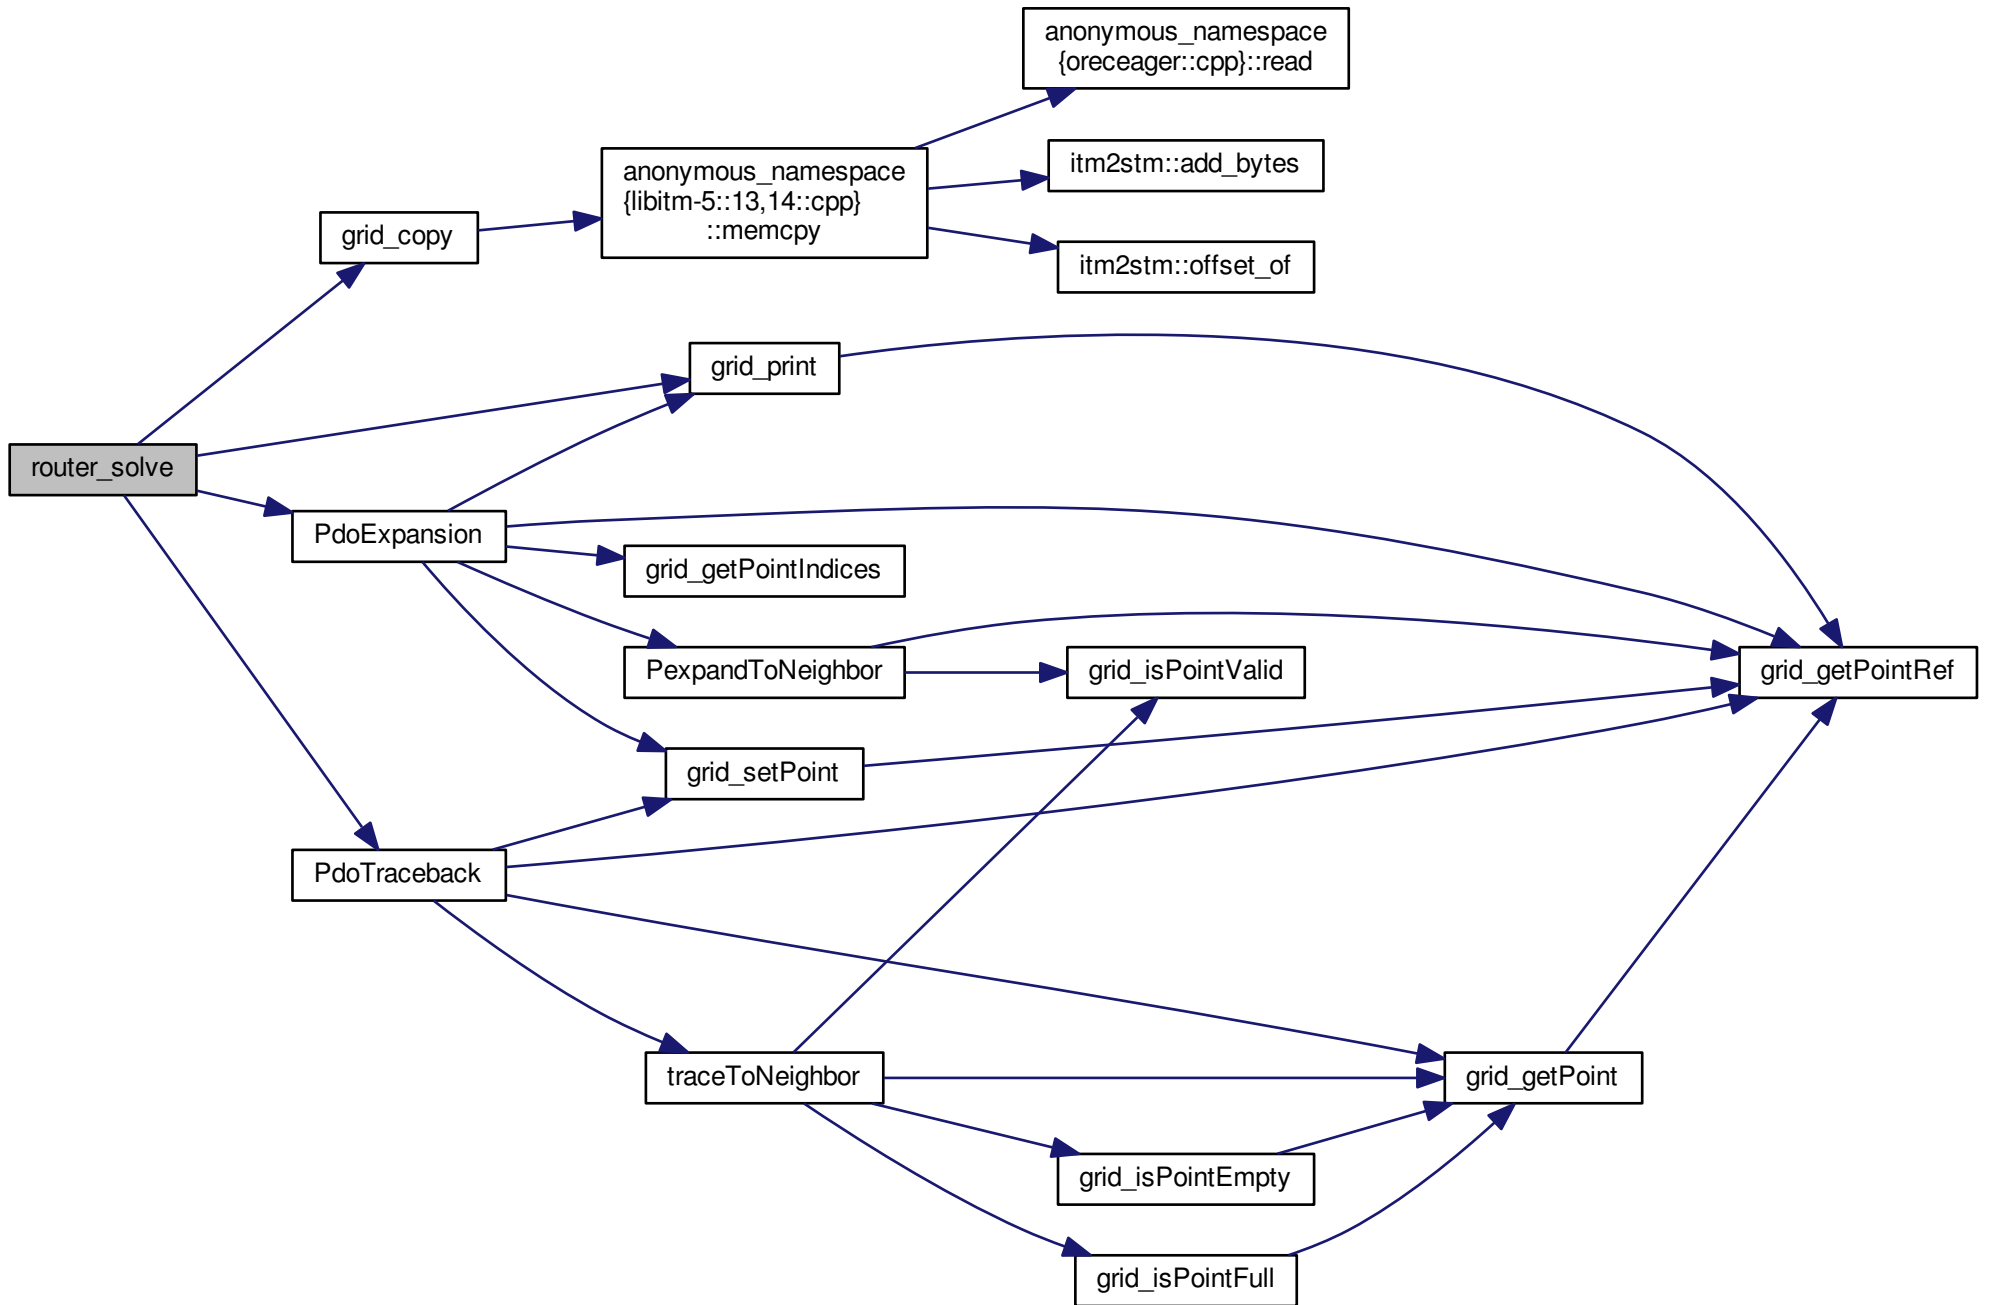 anonymous_namespace
{oreceager::cpp}::read
anonymous_namespace
{libitm-5::13,14::cpp}
::memcpy
itm2stm::add_bytes
grid_copy
itm2stm::offset_of
grid_print
router_solve
PdoExpansion
grid_getPointIndices
PexpandToNeighbor
grid_isPointValid
grid_getPointRef
grid_setPoint
PdoTraceback
traceToNeighbor
grid_getPoint
grid_isPointEmpty
grid_isPointFull